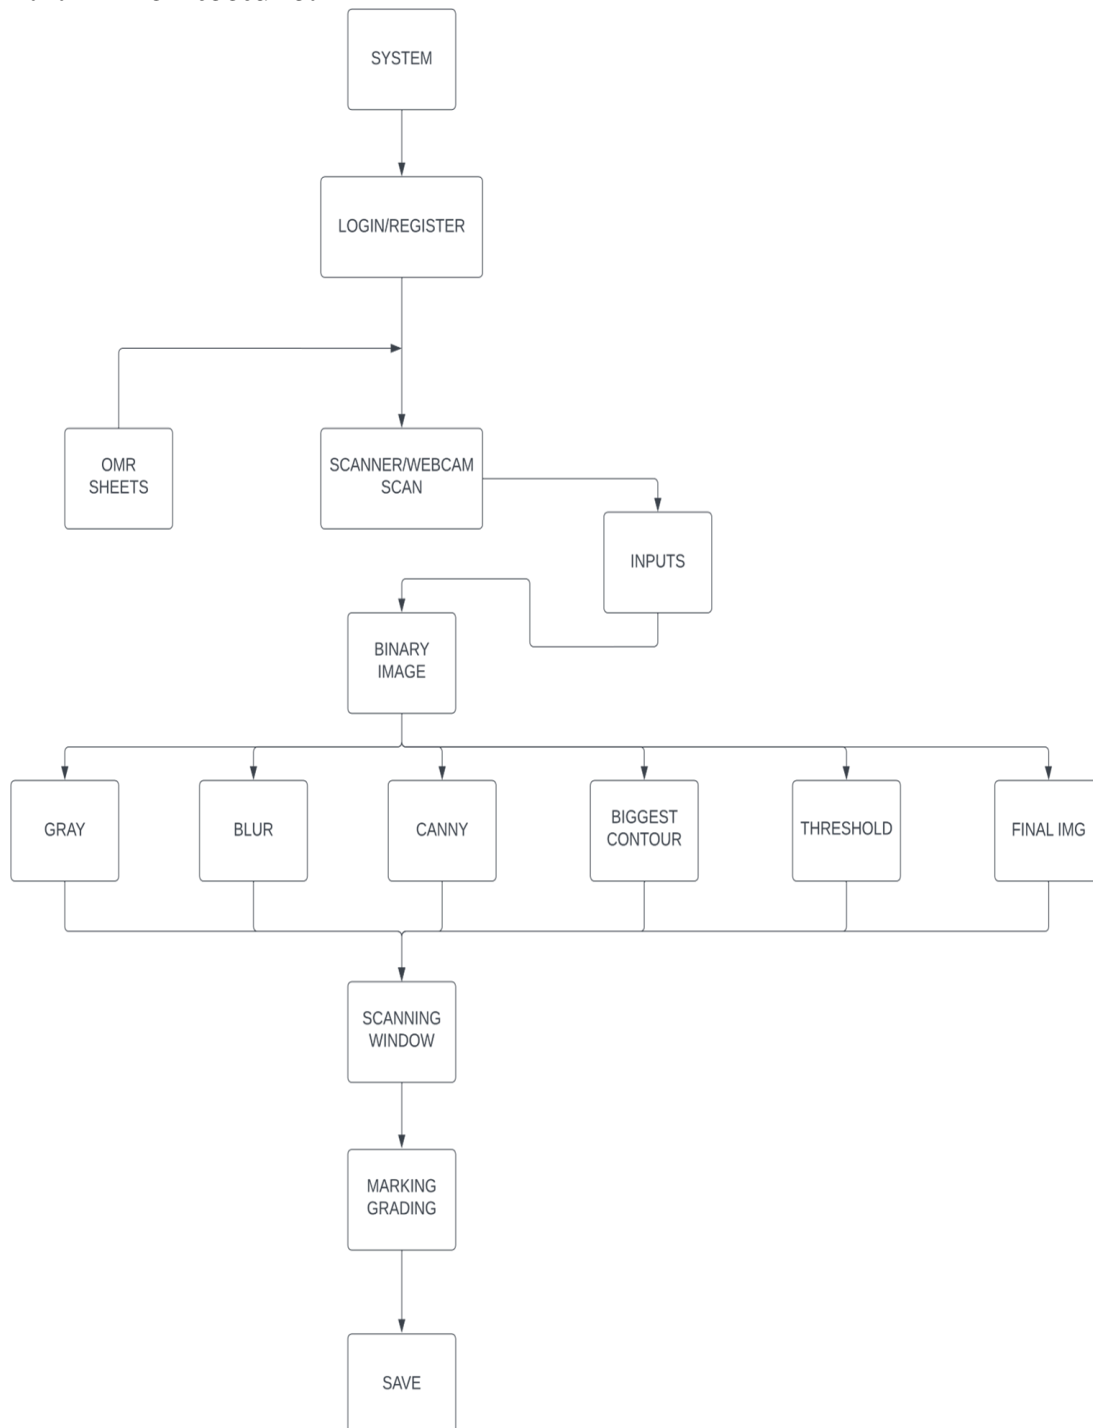 SYSTEM
LOGIN/REGISTER
OMR
SHEETS
SCANNER/WEBCAM
SCAN
INPUTS
BINARY
IMAGE
GRAY
BLUR
CANNY
BIGGEST
CONTOUR
THRESHOLD
FINAL IMG
SCANNING
WINDOW
MARKING
GRADING
SAVE